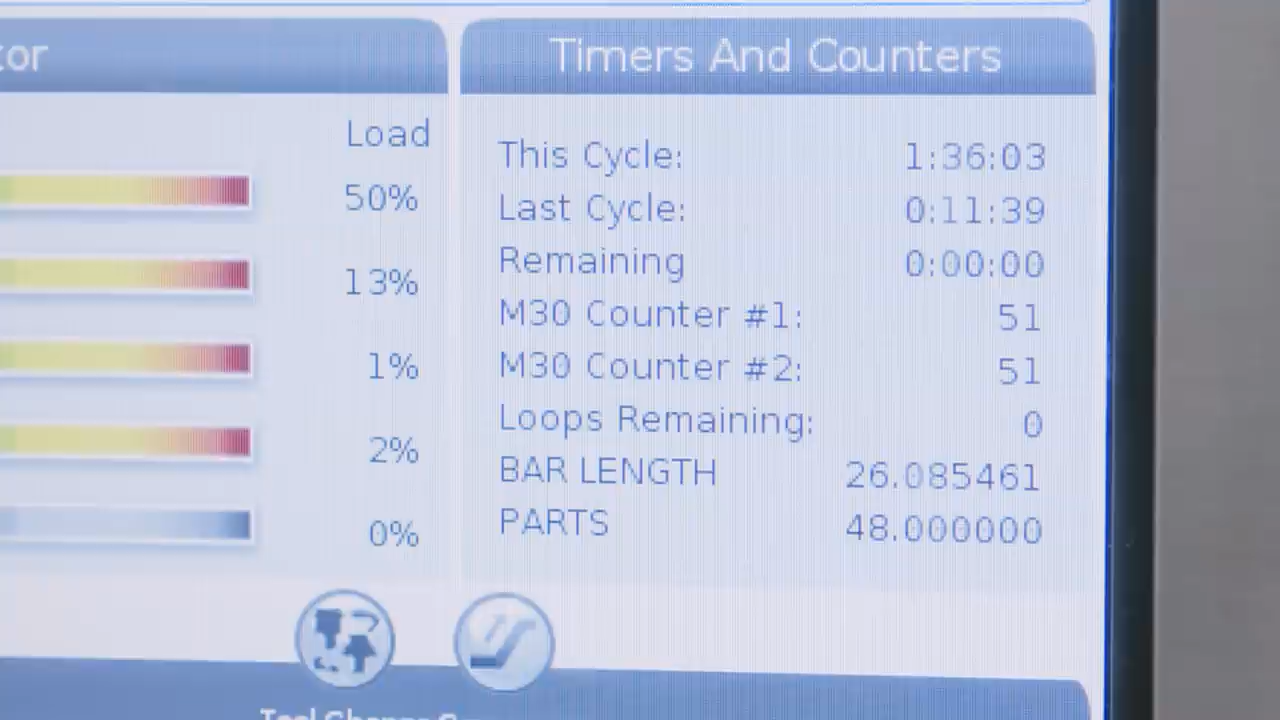 tor
Load
50%
13%
1%
2%
0%
Timers And Counters
This Cycle: 1:36:03
Last Cycle: 0:11:39
Remaining 0:00:00
M30 Counter #1: 51
M30 Counter #2: 51
Loops Remaining: 0
BAR LENGTH 26.085461
PARTS 48.000000
Tool Change